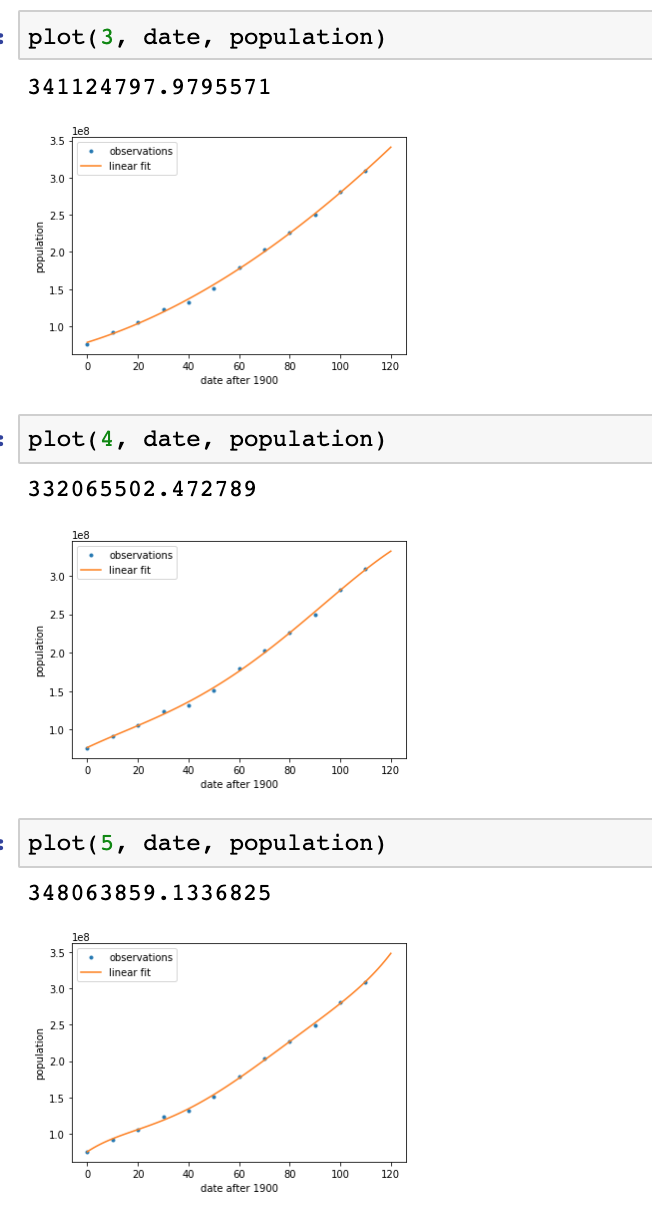 : plot(3, date, population)
341124797.9795571
1e8
3.5
3.0
2.5
2.0
1.5
1.0
population
observations
linear fit
0 20 40 60 80 100 120
date after 1900
: plot(4, date, population)
332065502.472789
1e8
3.0
2.5
2.0
1.5
1.0
population
observations
linear fit
0 20 40 60 80 100 120
date after 1900
: plot(5, date, population)
348063859.1336825
1e8
3.5
3.0
2.5
2.0
1.5
1.0
population
observations
linear fit
0 20 40 60 80 100 120
date after 1900